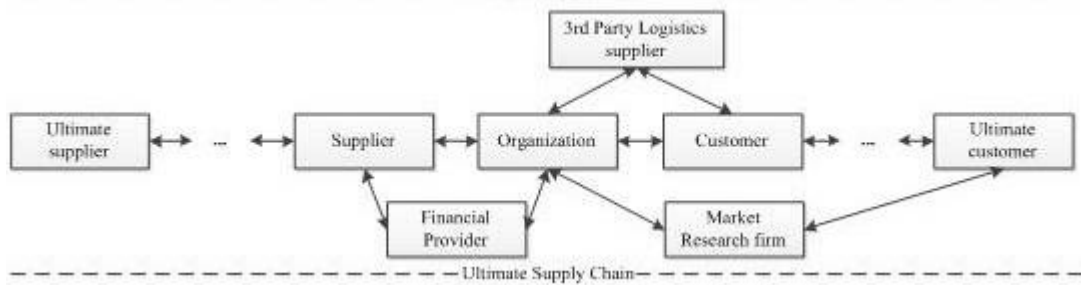 3rd Party Logistics
supplier
Ultimate
supplier
...
Supplier
Organization
Customer
...
Ultimate
customer
Financial
Provider
Market
Research firm
Ultimate Supply Chain